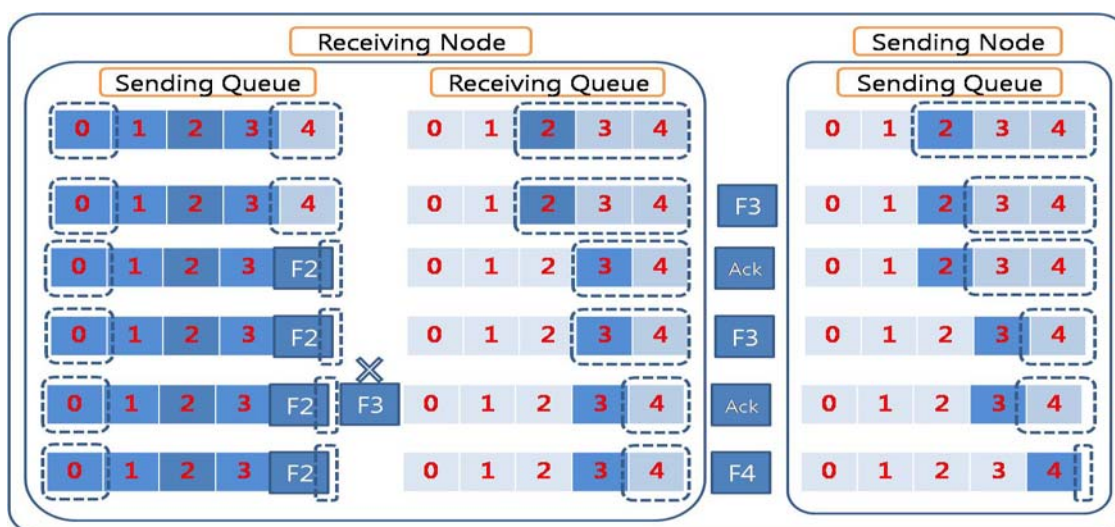 Receiving Node Sending Node
Sending Queue Receiving Queue Sending Queue
0 1 2 3 4 0 1 2 3 4 0 1 2 3 4
0 1 2 3 4 0 1 2 3 4 F3 0 1 2 3 4
0 1 2 3 F2 0 1 2 3 4 Ack 0 1 2 3 4
0 1 2 3 F2 0 1 2 3 4 F3 0 1 2 3 4
0 1 2 3 F2 F3 0 1 2 3 4 Ack 0 1 2 3 4
0 1 2 3 F2 0 1 2 3 4 F4 0 1 2 3 4